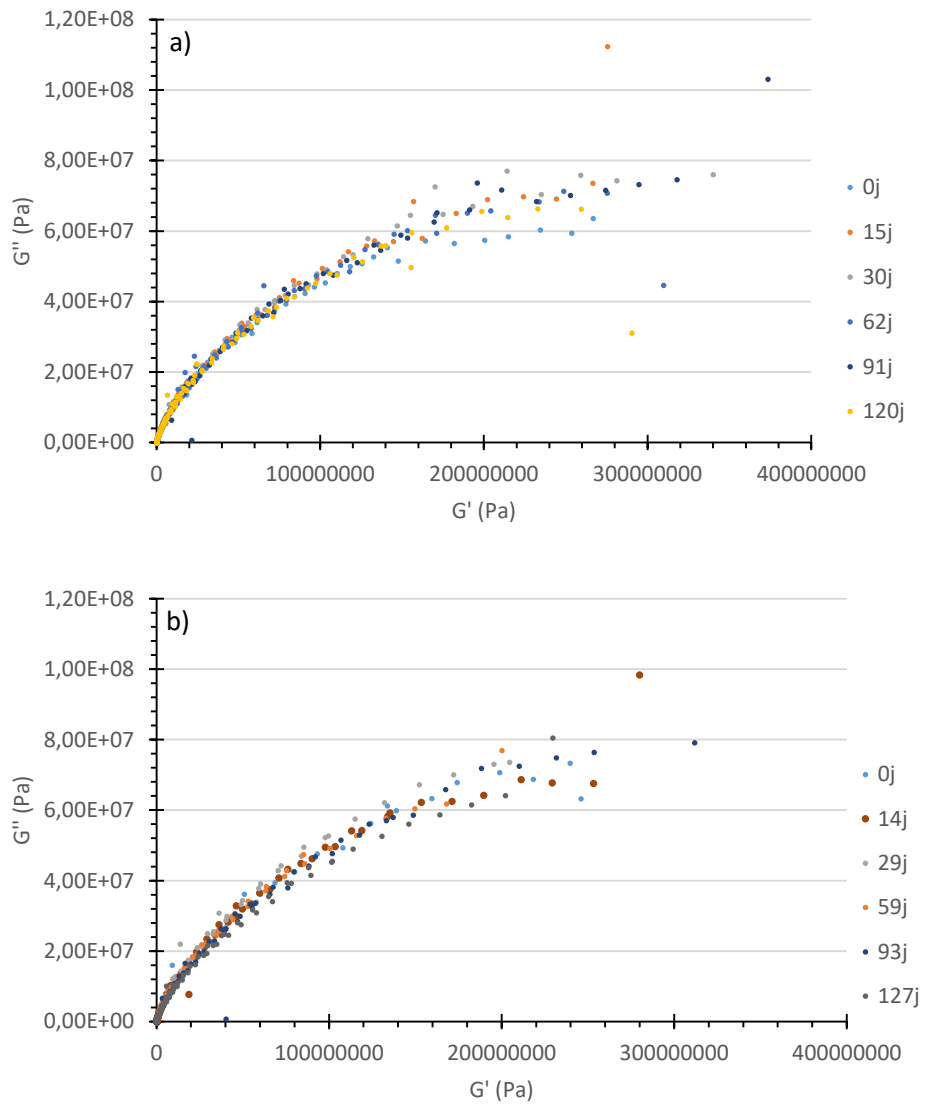 a)
1,20E+08
1,00E+08
8,00E+07
6,00E+07
4,00E+07
2,00E+07
0,00E+00
G'' (Pa)
0 100000000 200000000 300000000 400000000
G' (Pa)
0j
15j
30j
62j
91j
120j
b)
1,20E+08
1,00E+08
8,00E+07
6,00E+07
4,00E+07
2,00E+07
0,00E+00
G'' (Pa)
0 100000000 200000000 300000000 400000000
G' (Pa)
0j
14j
29j
59j
93j
127j